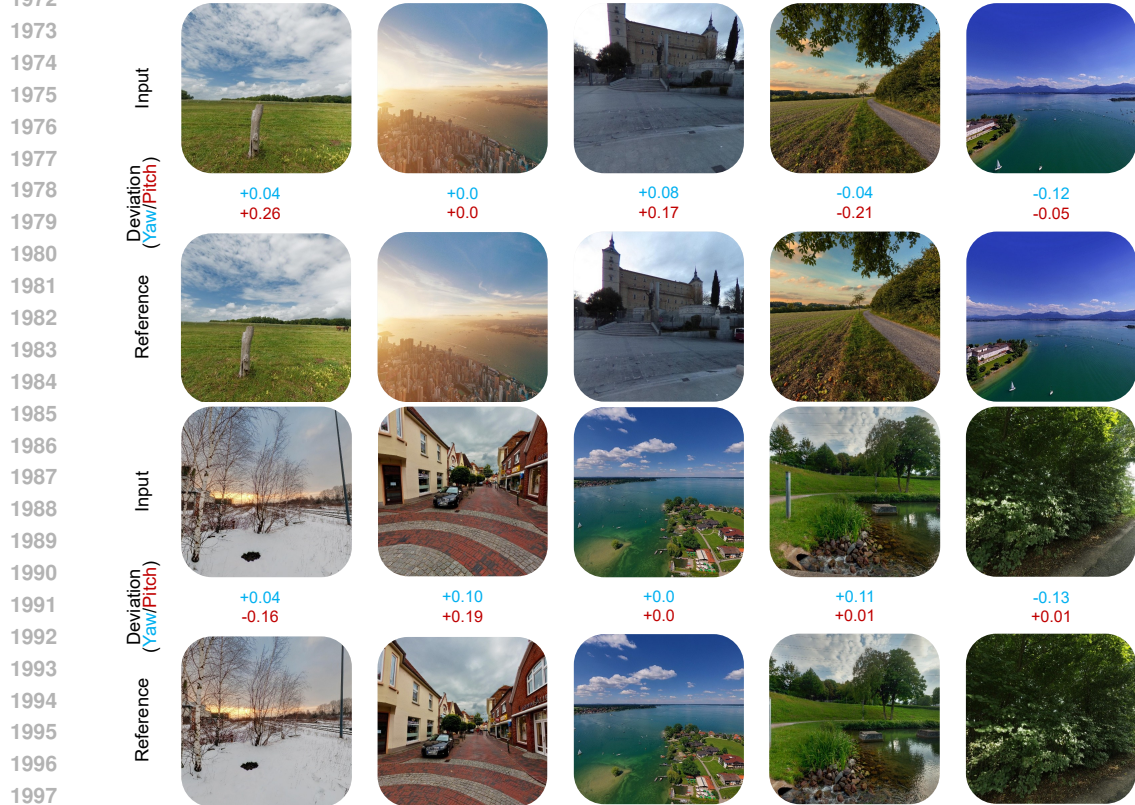 1972
1973
1974
1975
1976
1977
1978
1979
1980
1981
1982
1983
1984
1985
1986
1987
1988
1989
1990
1991
1992
1993
1994
1995
1996
1997
Input
Deviation
(Yaw/Pitch)
+0.04 +0.0 +0.08 -0.04 -0.12
+0.26 +0.0 +0.17 -0.21 -0.05
Reference
Input
Deviation
(Yaw/Pitch)
+0.04 +0.10 +0.0 +0.11 -0.13
-0.16 +0.19 +0.0 +0.01 +0.01
Reference